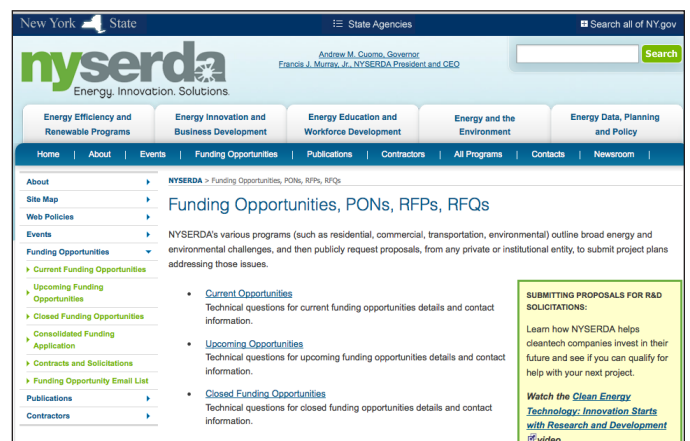 New York State
State Agencies
Search all of NY.gov
nyserda
Energy. Innovation. Solutions.
Andrew M. Cuomo, Governor
Francis J. Murray, Jr., NYSERDA President and CEO
Search
Energy Efficiency and
Renewable Programs
Energy Innovation and
Business Development
Energy Education and
Workforce Development
Energy and the
Environment
Energy Data, Planning
and Policy
Home | About | Events | Funding Opportunities | Publications | Contractors | All Programs | Contacts | Newsroom |
About
Site Map
Web Policies
Events
Funding Opportunities
Current Funding Opportunities
Upcoming Funding
Opportunities
Closed Funding Opportunities
Consolidated Funding
Application
Contracts and Solicitations
Funding Opportunity Email List
Publications
Contractors
NYSERDA > Funding Opportunities, PONs, RFPs, RFQs
Funding Opportunities, PONs, RFPs, RFQs
NYSERDA's various programs (such as residential, commercial, transportation, environmental) outline broad energy and
environmental challenges, and then publicly request proposals, from any private or institutional entity, to submit project plans
addressing those issues.
• Current Opportunities
Technical questions for current funding opportunities details and contact
information.
• Upcoming Opportunities
Technical questions for upcoming funding opportunities details and contact
information.
• Closed Funding Opportunities
Technical questions for closed funding opportunities details and contact
information.
SUBMITTING PROPOSALS FOR R&D
SOLICITATIONS:
Learn how NYSERDA helps
cleantech companies invest in their
future and see if you can qualify for
help with your next project.
Watch the Clean Energy
Technology: Innovation Starts
with Research and Development
video